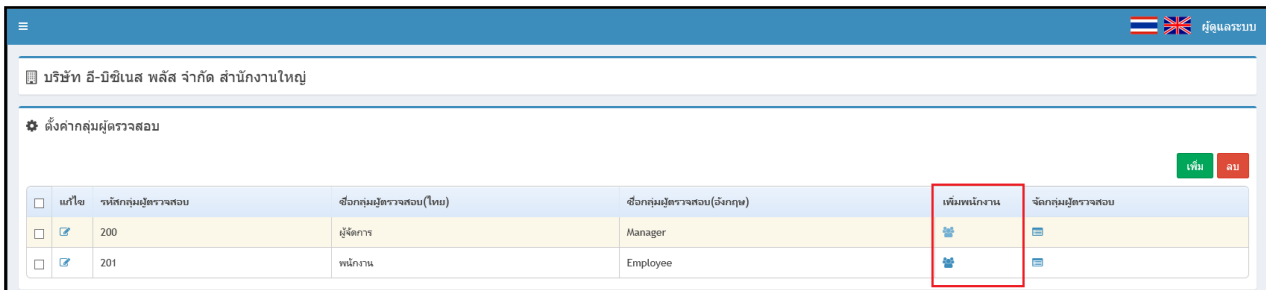 ผู้ดูแลระบบ
บริษัท อี-บิซิเนส พลัส จำกัด สำนักงานใหญ่
ตั้งค่ากลุ่มผู้ตรวจสอบ
เพิ่ม ลบ
แก้ไข รหัสกลุ่มผู้ตรวจสอบ ชื่อกลุ่มผู้ตรวจสอบ(ไทย) ชื่อกลุ่มผู้ตรวจสอบ(อังกฤษ) เพิ่มพนักงาน จัดกลุ่มผู้ตรวจสอบ
200 ผู้จัดการ Manager
201 พนักงาน Employee